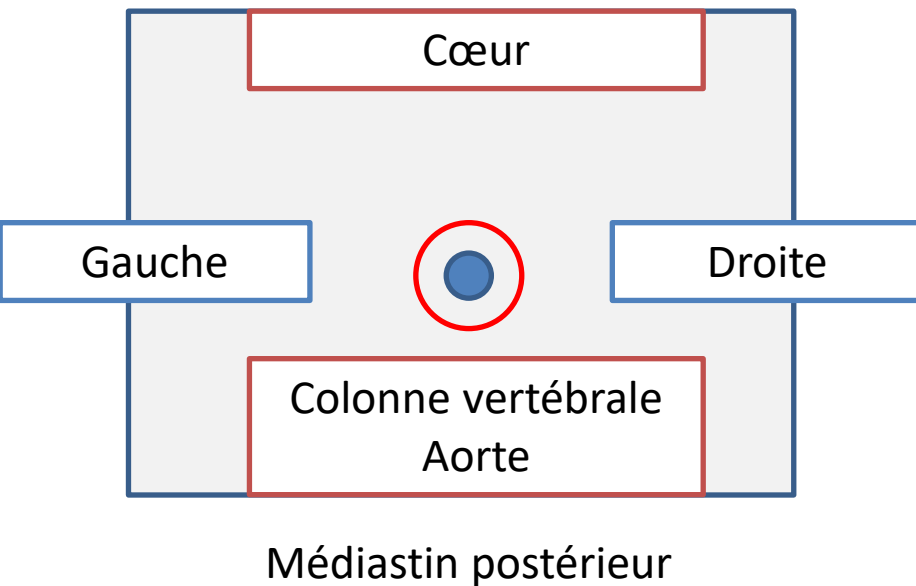 Cœur
Gauche
Droite
Colonne vertébrale
Aorte
Médiastin postérieur